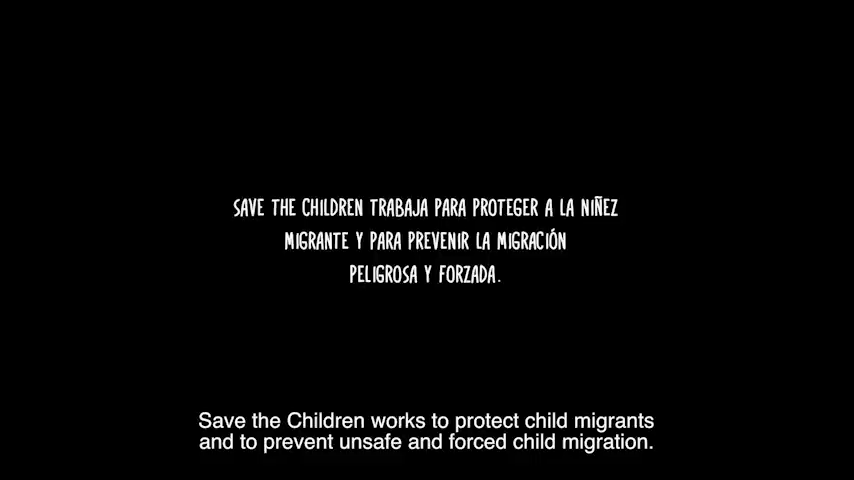 SAVE THE CHILDREN TRABAJA PARA PROTEGER A LA NIÑEZ
MIGRANTE Y PARA PREVENIR LA MIGRACIÓN
PELIGROSA Y FORZADA.
Save the Children works to protect child migrants
and to prevent unsafe and forced child migration.